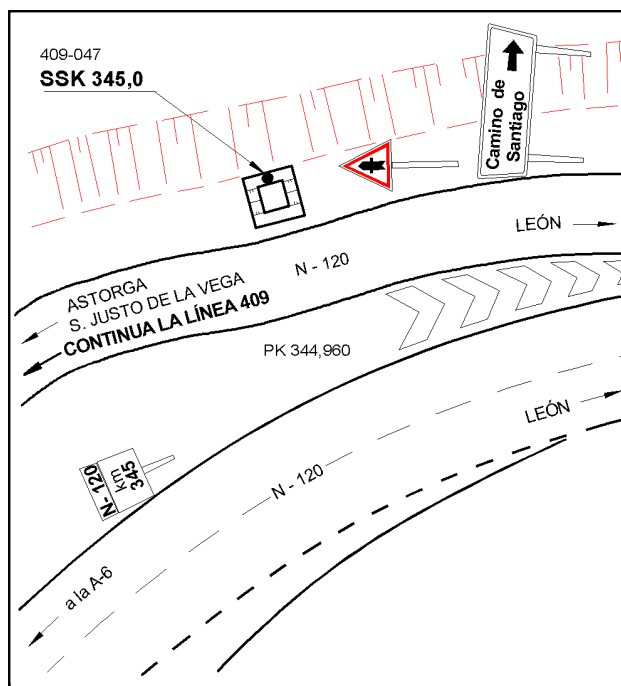 409-047
SSK 345,0
Camino de
Santiago
LEÓN
N - 120
ASTORGA
S. JUSTO DE LA VEGA
CONTINUA LA LÍNEA 409
PK 344,960
LEÓN
N- 120
km
345
N - 120
a la A-6